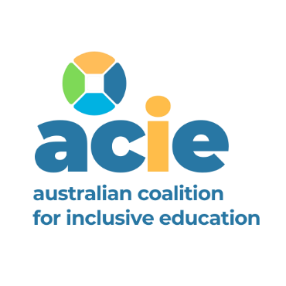 acie
australian coalition
for inclusive education